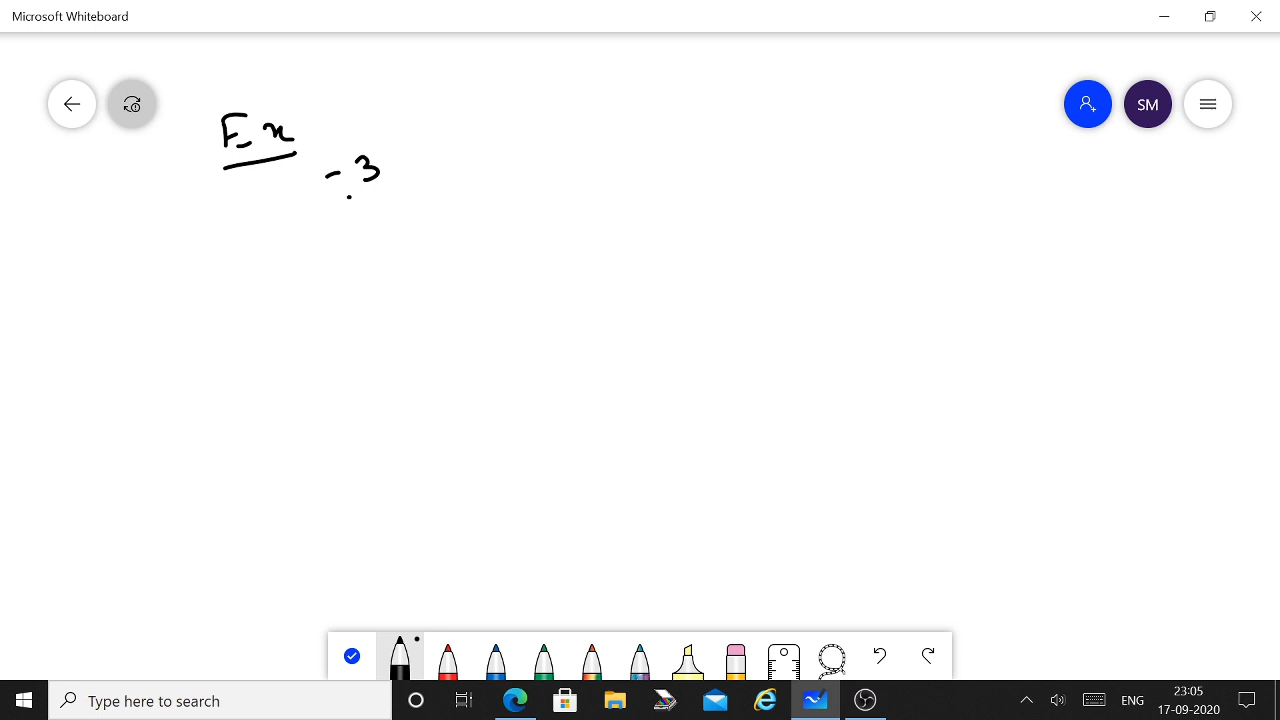 Microsoft Whiteboard
SM
Ex
- 3
Type here to search
ENG
23:05
17-09-2020